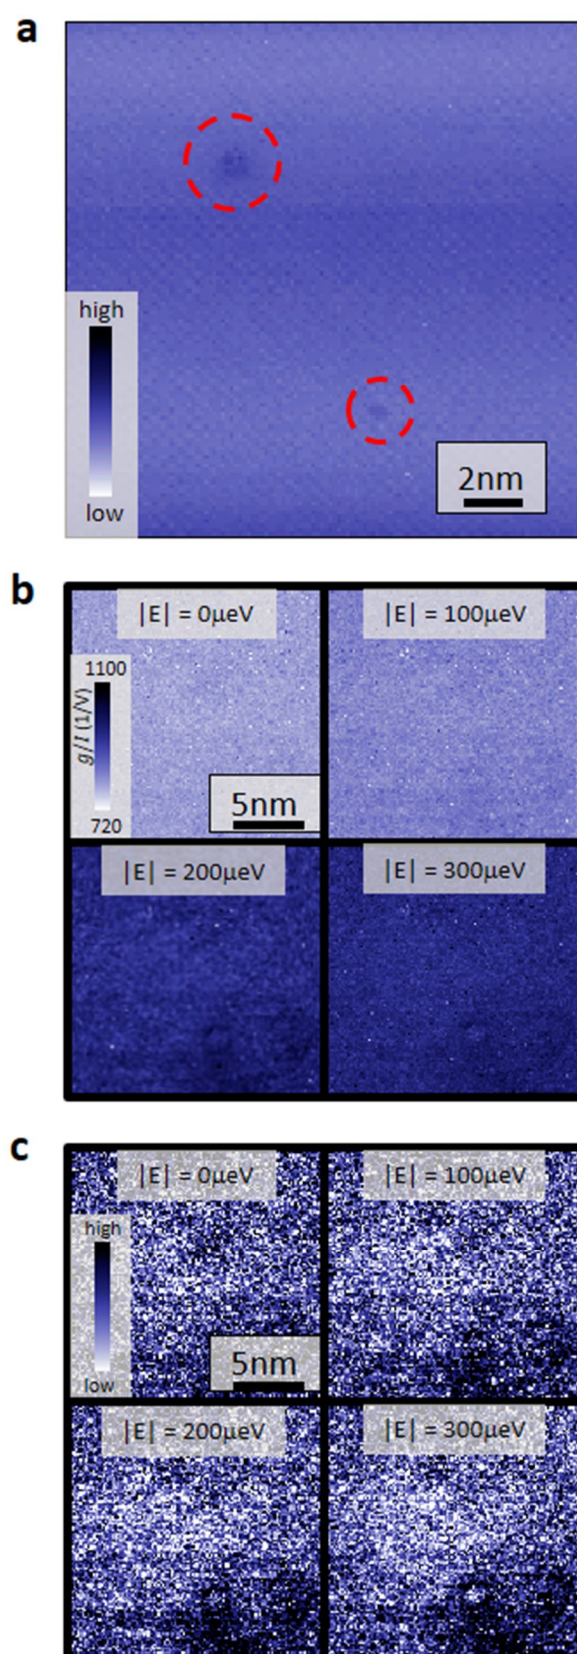 a
high
low
2nm
b
|E| = 0μeV
|E| = 100μeV
1100
g/I (1/V)
720
5nm
|E| = 200μeV
|E| = 300μeV
c
|E| = 0μeV
|E| = 100μeV
high
low
5nm
|E| = 200μeV
|E| = 300μeV